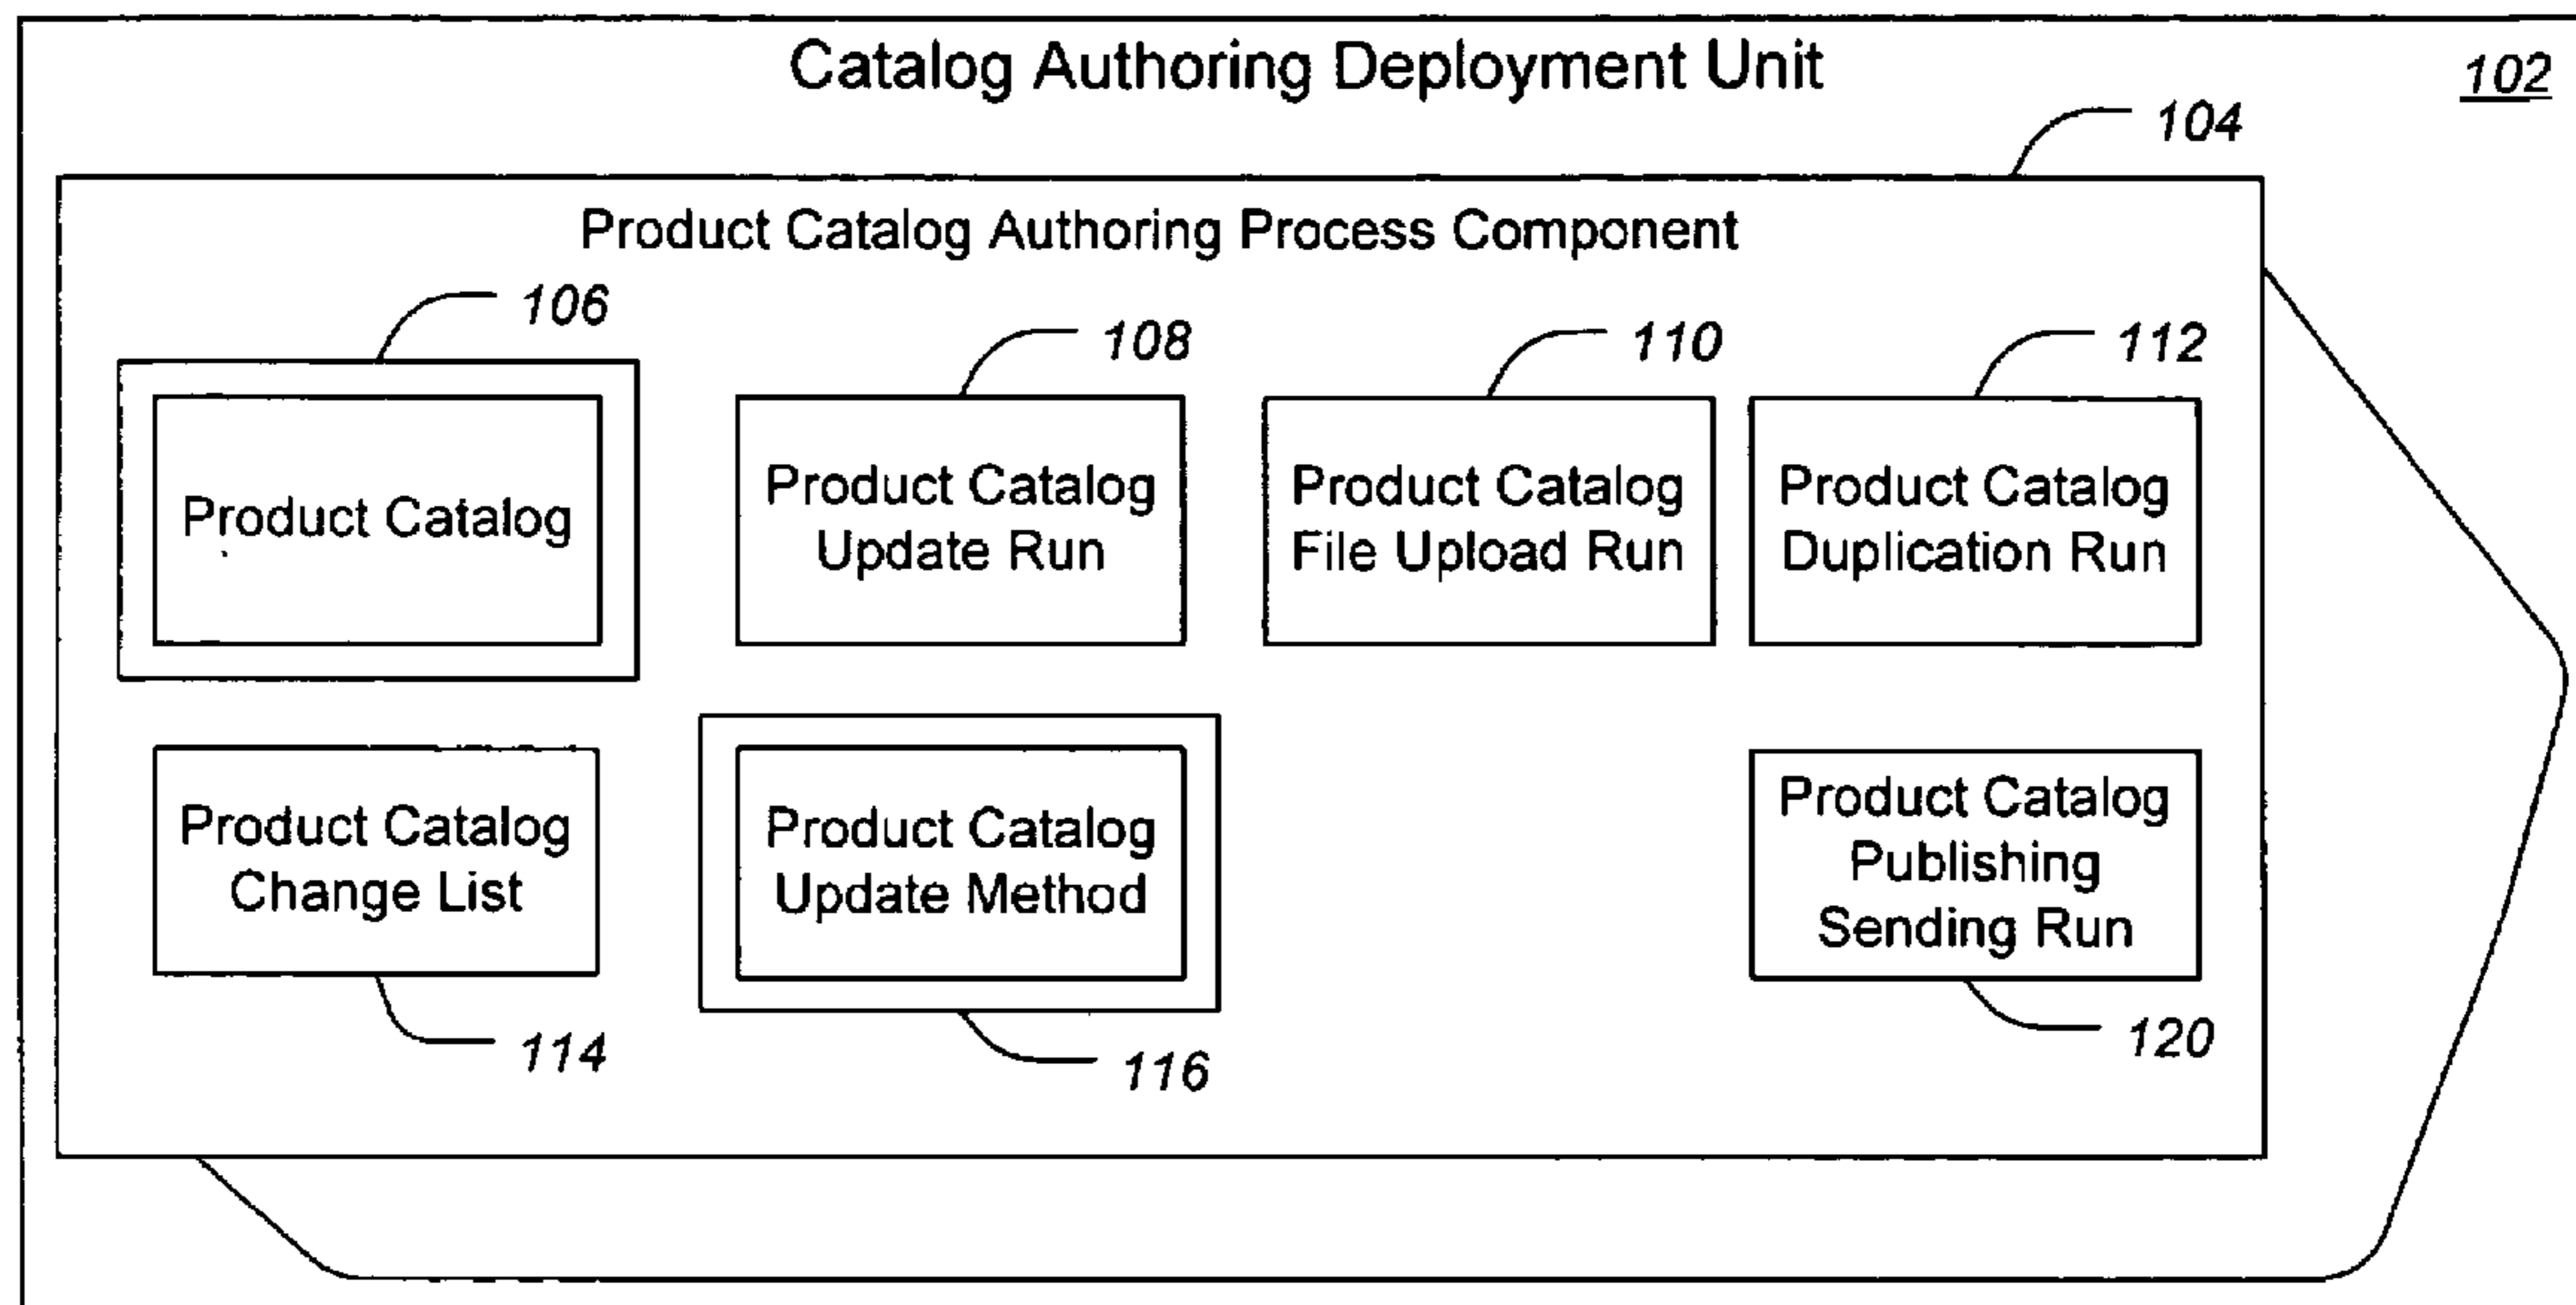 Catalog Authoring Deployment Unit
102
104
Product Catalog Authoring Process Component
106
108
110
112
Product Catalog
Product Catalog
Update Run
Product Catalog
File Upload Run
Product Catalog
Duplication Run
Product Catalog
Change List
Product Catalog
Update Method
Product Catalog
Publishing
Sending Run
114
116
120